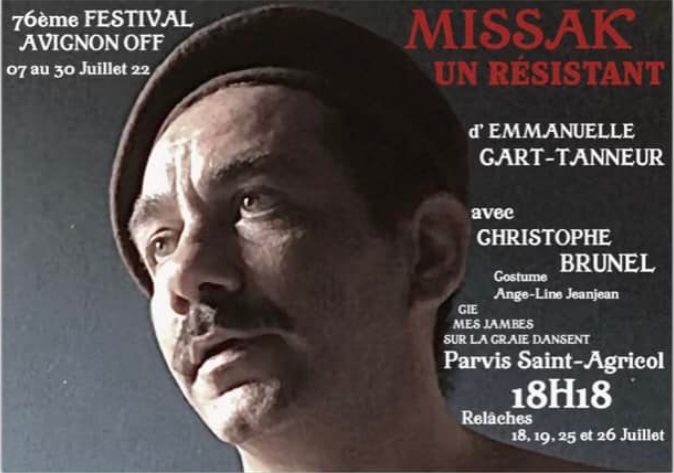 76ème FESTIVAL
AVIGNON OFF
07 au 30 Juillet 22
MISSAK
UN RÉSISTANT
d' EMMANUELLE
CART-TANNEUR
avec
CHRISTOPHE
BRUNEL
Costume
Ange-Line Jeanjean
CIE
MES JAMBES
SUR LA CRAIE DANSENT
Parvis Saint-Agricol
18H18
Relâches
18, 19, 25 et 26 Juillet